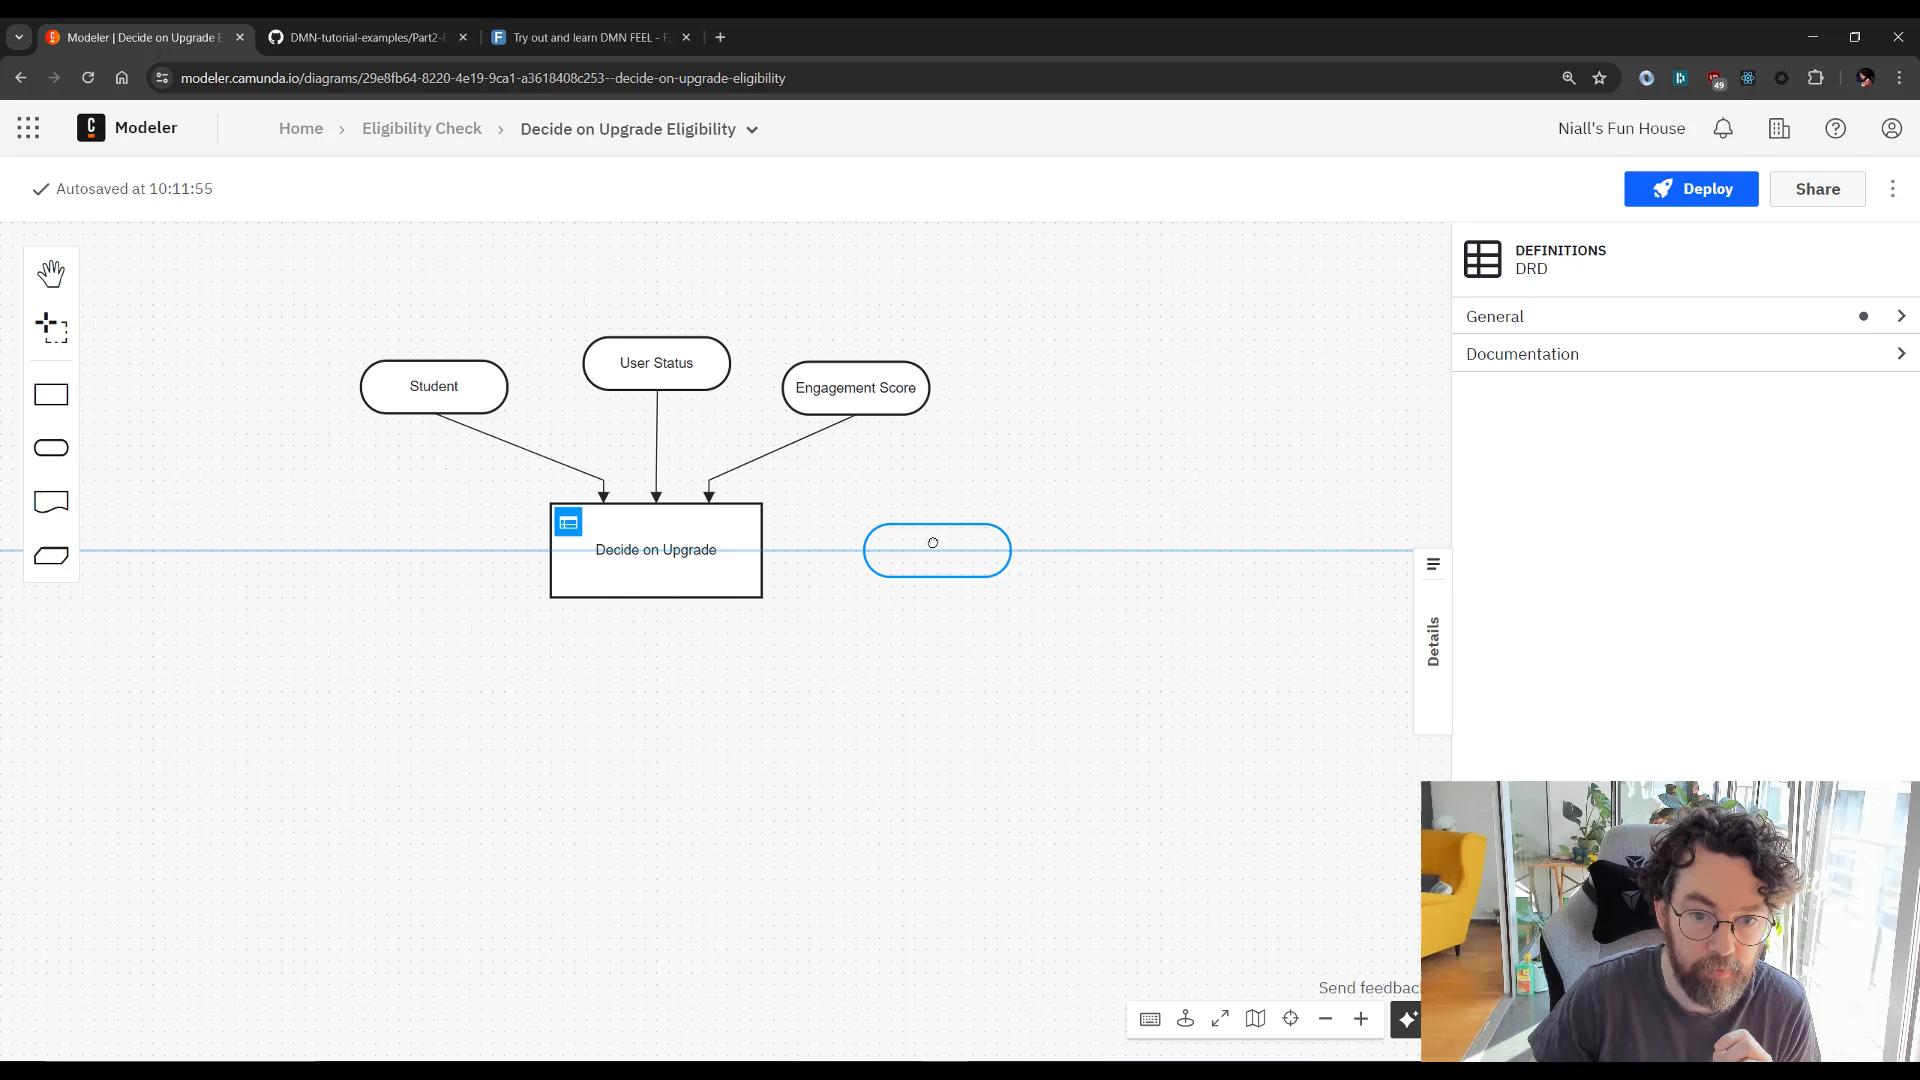 Modeler | Decide on Upgrade E
DMN-tutorial-examples/Part2-
Try out and learn DMN FEEL - F
modeler.camunda.io/diagrams/29e8fb64-8220-4e19-9ca1-a3618408c253--decide-on-upgrade-eligibility
49
C
Modeler
Home
Eligibility Check
Decide on Upgrade Eligibility
Niall's Fun House
Autosaved at 10:11:55
Deploy
Share
DEFINITIONS
DRD
General
Documentation
Student
User Status
Engagement Score
Decide on Upgrade
Details
Send feedbac